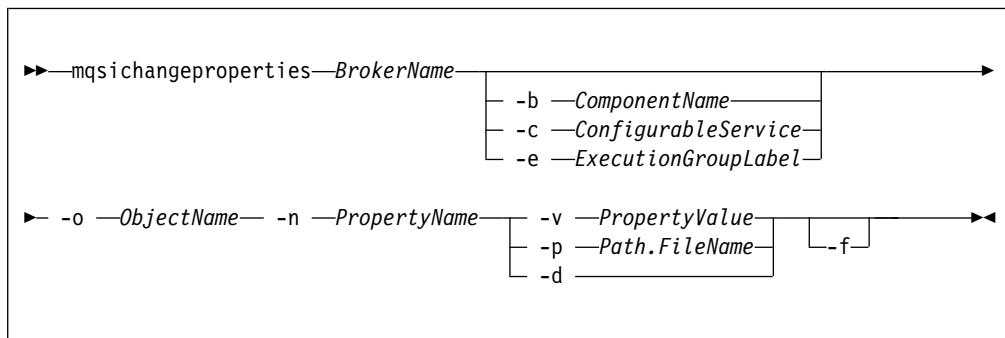 mqsichangeproperties BrokerName
-b ComponentName
-c ConfigurableService
-e ExecutionGroupLabel
-o ObjectName -n PropertyName -v PropertyValue
-p Path.FileName -f
-d